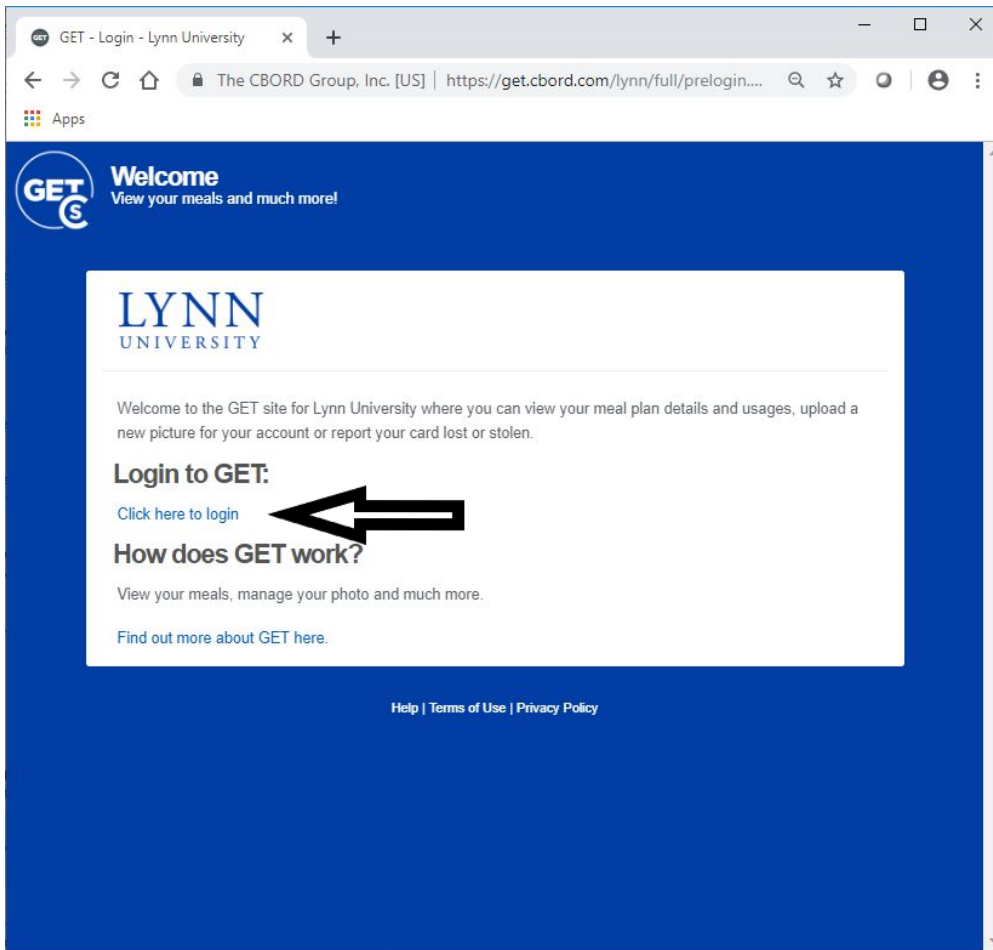 GET - Login - Lynn University
The CBORD Group, Inc. [US] | https://get.cbord.com/lynn/full/prelogin....
Apps
GET
CS
Welcome
View your meals and much more!
LYNN
UNIVERSITY
Welcome to the GET site for Lynn University where you can view your meal plan details and usages, upload a
new picture for your account or report your card lost or stolen.
Login to GET:
Click here to login
How does GET work?
View your meals, manage your photo and much more.
Find out more about GET here.
Help | Terms of Use | Privacy Policy